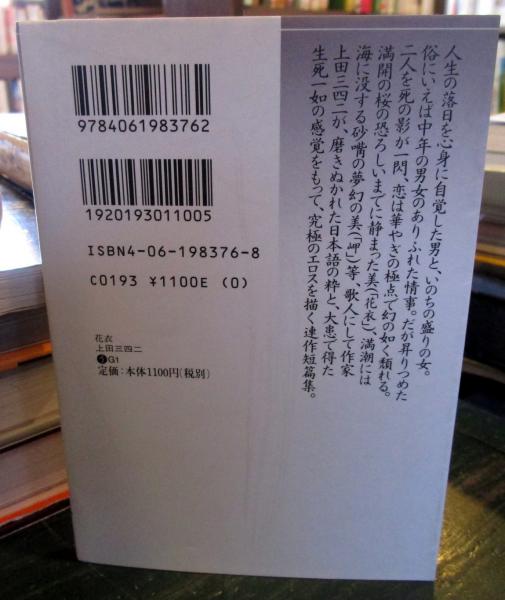 人生の落日を心身に自覚した男と、いのちの盛りの女。
俗にいえば中年の男女のありふれた情事。だが昇りつめた
二人を死の影が一閃、恋は華やぎの極点で幻の如く頽れる。
満開の桜の恐ろしいまでに静まった美(「花衣」)、満潮には
海に没する砂嘴の夢幻の美(「岬」)等、歌人にして作家
上田三四二が、磨きぬかれた日本語の粋と、大患で得た
生死一如の感覚をもって、究極のエロスを描く連作短篇集。
9784061983762
1920193011005
ISBN4-06-198376-8
C0193 ¥1100E (0)
花衣
上田三四二
うG1
定価:本体1100円(税別)